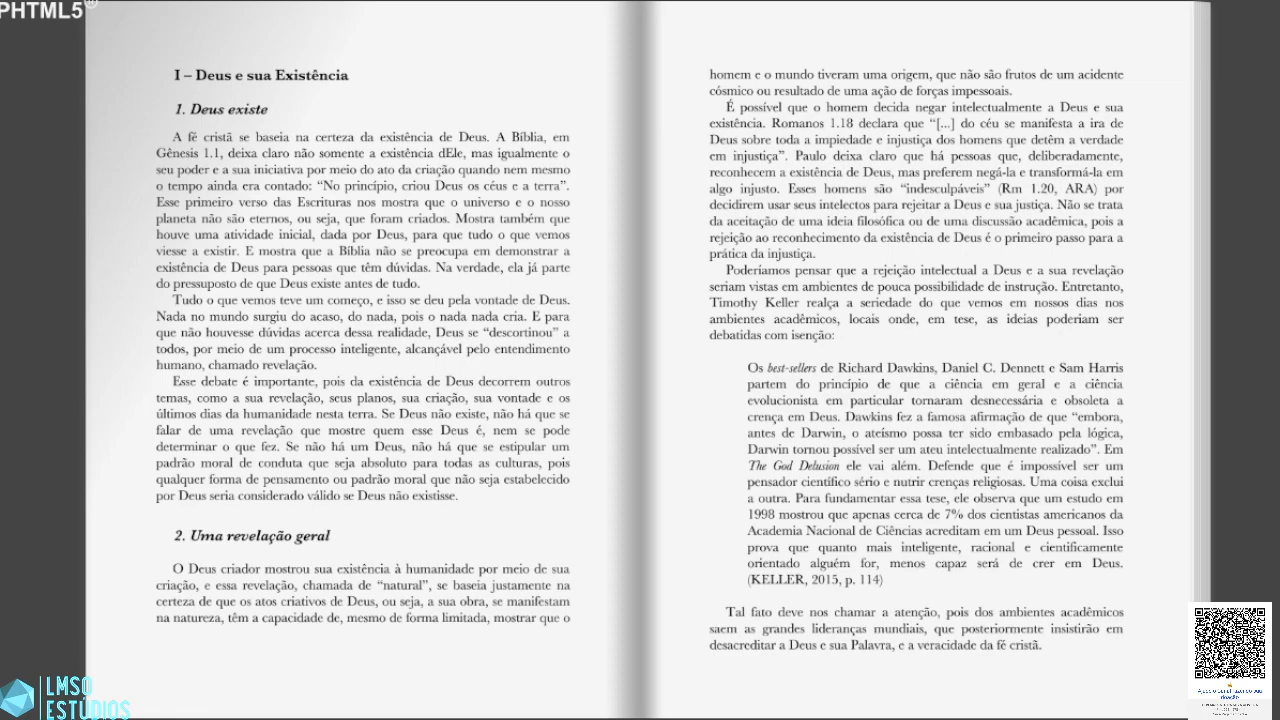 PHTML5
I – Deus e sua Existência
1. Deus existe
A fé cristã se baseia na certeza da existência de Deus. A Bíblia, em
Gênesis 1.1, deixa claro não somente a existência dEle, mas igualmente o
seu poder e a sua iniciativa por meio do ato da criação quando nem mesmo
o tempo ainda era contado: “No princípio, criou Deus os céus e a terra”.
Esse primeiro verso das Escrituras nos mostra que o universo e o nosso
planeta não são eternos, ou seja, que foram criados. Mostra também que
houve uma atividade inicial, dada por Deus, para que tudo o que vemos
viesse a existir. E mostra que a Bíblia não se preocupa em demonstrar a
existência de Deus para pessoas que têm dúvidas. Na verdade, ela já parte
do pressuposto de que Deus existe antes de tudo.
Tudo o que vemos teve um começo, e isso se deu pela vontade de Deus.
Nada no mundo surgiu do acaso, do nada, pois o nada nada cria. E para
que não houvesse dúvidas acerca dessa realidade, Deus se “descortinou” a
todos, por meio de um processo inteligente, alcançável pelo entendimento
humano, chamado revelação.
Esse debate é importante, pois da existência de Deus decorrem outros
temas, como a sua revelação, seus planos, sua criação, sua vontade e os
últimos dias da humanidade nesta terra. Se Deus não existe, não há que se
falar de uma revelação que mostre quem esse Deus é, nem se pode
determinar o que fez. Se não há um Deus, não há que se estipular um
padrão moral de conduta que seja absoluto para todas as culturas, pois
qualquer forma de pensamento ou padrão moral que não seja estabelecido
por Deus seria considerado válido se Deus não existisse.
2. Uma revelação geral
O Deus criador mostrou sua existência à humanidade por meio de sua
criação, e essa revelação, chamada de “natural”, se baseia justamente na
certeza de que os atos criativos de Deus, ou seja, a sua obra, se manifestam
na natureza, têm a capacidade de, mesmo de forma limitada, mostrar que o
homem e o mundo tiveram uma origem, que não são frutos de um acidente
cósmico ou resultado de uma ação de forças impessoais.
É possível que o homem decida negar intelectualmente a Deus e sua
existência. Romanos 1.18 declara que “[...] do céu se manifesta a ira de
Deus sobre toda a impiedade e injustiça dos homens que detêm a verdade
em injustiça”. Paulo deixa claro que há pessoas que, deliberadamente,
reconhecem a existência de Deus, mas preferem negá-la e transformá-la em
algo injusto. Esses homens são “indesculpáveis” (Rm 1.20, ARA) por
decidirem usar seus intelectos para rejeitar a Deus e sua justiça. Não se trata
da aceitação de uma ideia filosófica ou de uma discussão acadêmica, pois a
rejeição ao reconhecimento da existência de Deus é o primeiro passo para a
prática da injustiça.
Poderíamos pensar que a rejeição intelectual a Deus e a sua revelação
seriam vistas em ambientes de pouca possibilidade de instrução. Entretanto,
Timothy Keller realça a seriedade do que vemos em nossos dias nos
ambientes acadêmicos, locais onde, em tese, as ideias poderiam ser
debatidas com isenção:
Os best-sellers de Richard Dawkins, Daniel C. Dennett e Sam Harris
partem do princípio de que a ciência em geral e a ciência
evolucionista em particular tornaram desnecessária e obsoleta a
crença em Deus. Dawkins fez a famosa afirmação de que “embora,
antes de Darwin, o ateísmo possa ter sido embasado pela lógica,
Darwin tornou possível ser um ateu intelectualmente realizado”. Em
The God Delusion ele vai além. Defende que é impossível ser um
pensador científico sério e nutrir crenças religiosas. Uma coisa exclui
a outra. Para fundamentar essa tese, ele observa que um estudo em
1998 mostrou que apenas cerca de 7% dos cientistas americanos da
Academia Nacional de Ciências acreditam em um Deus pessoal. Isso
prova que quanto mais inteligente, racional e cientificamente
orientado alguém for, menos capaz será de crer em Deus.
(KELLER, 2015, p. 114)
Tal fato deve nos chamar a atenção, pois dos ambientes acadêmicos
saem as grandes lideranças mundiais, que posteriormente insistirão em
desacreditar a Deus e sua Palavra, e a veracidade da fé cristã.
LMSO
ESTÚDIOS